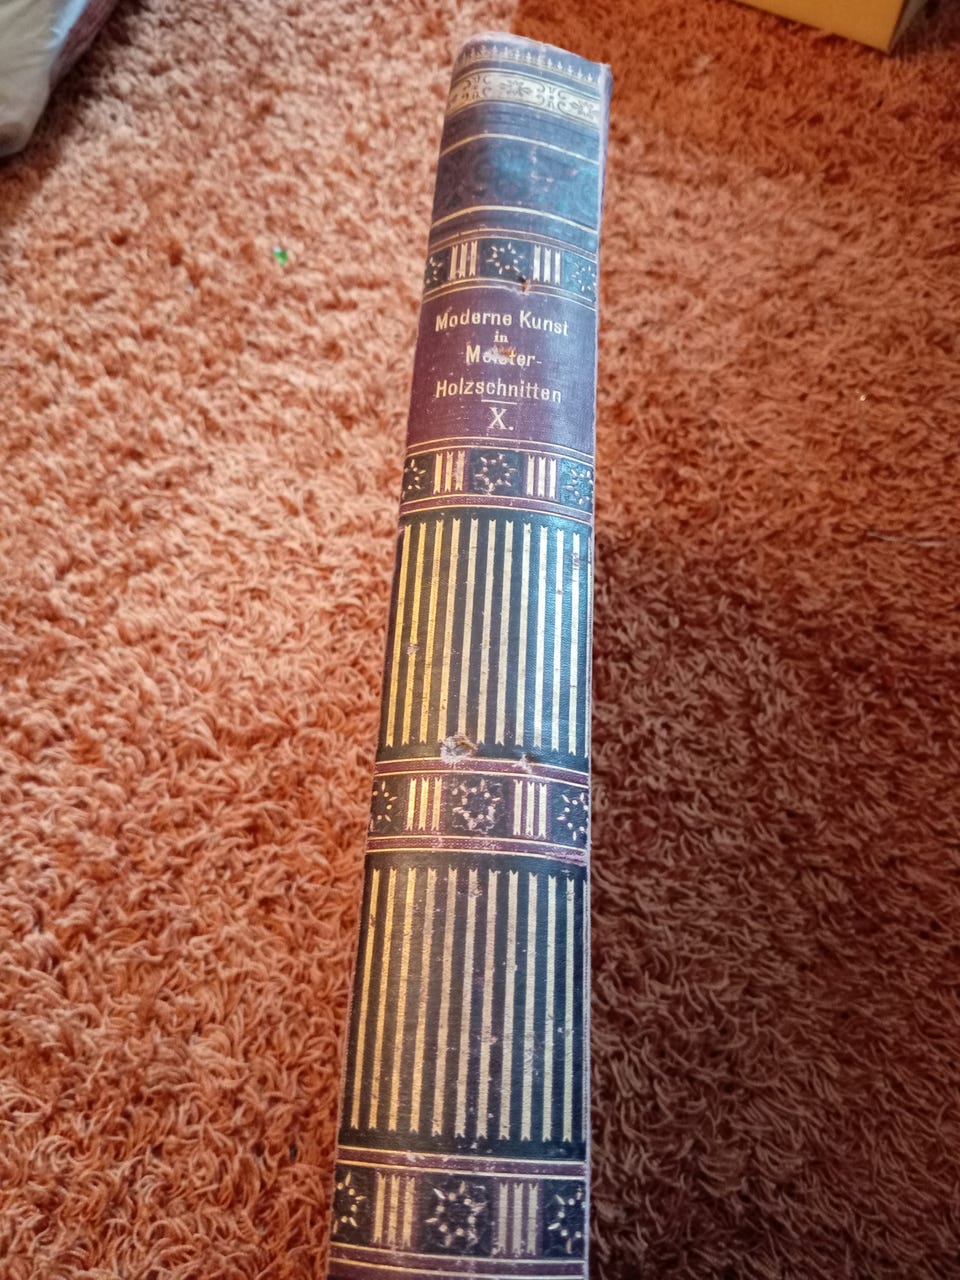 Moderne Kunst
in
Meister-
Holzschnitten
X.